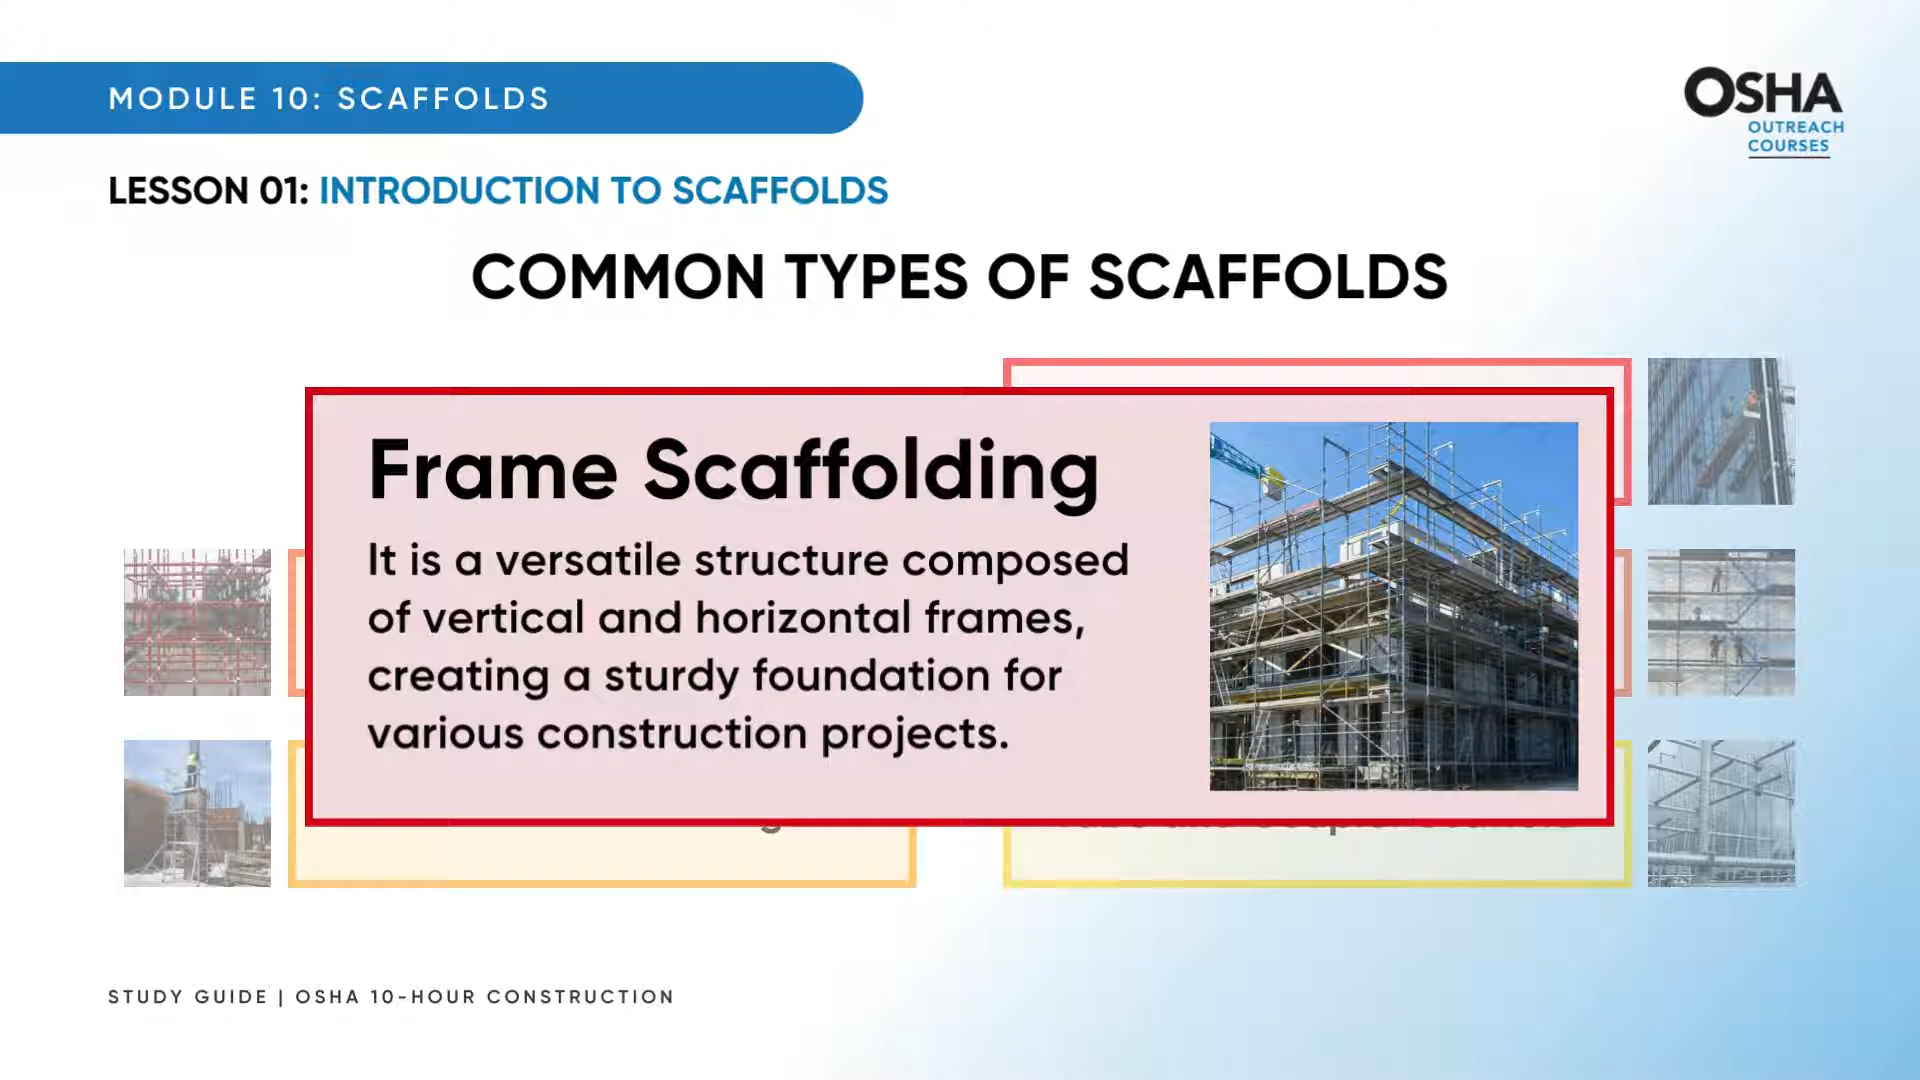 MODULE 10: SCAFFOLDS
OSHA
OUTREACH
COURSES
LESSON 01: INTRODUCTION TO SCAFFOLDS
COMMON TYPES OF SCAFFOLDS
Frame Scaffolding
It is a versatile structure composed
of vertical and horizontal frames,
creating a sturdy foundation for
various construction projects.
STUDY GUIDE | OSHA 10-HOUR CONSTRUCTION